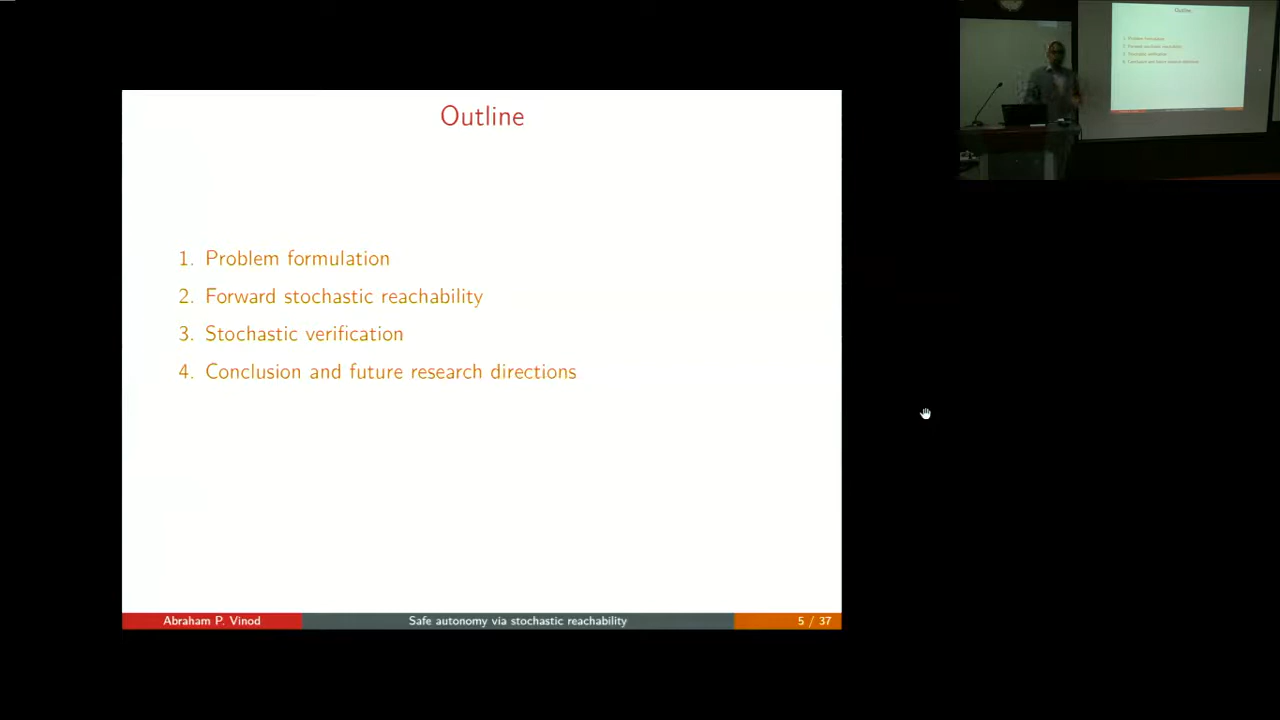 Outline
1. Problem formulation
2. Forward stochastic reachability
3. Stochastic verification
4. Conclusion and future research directions
Abraham P. Vinod Safe autonomy via stochastic reachability 5 / 37
Outline